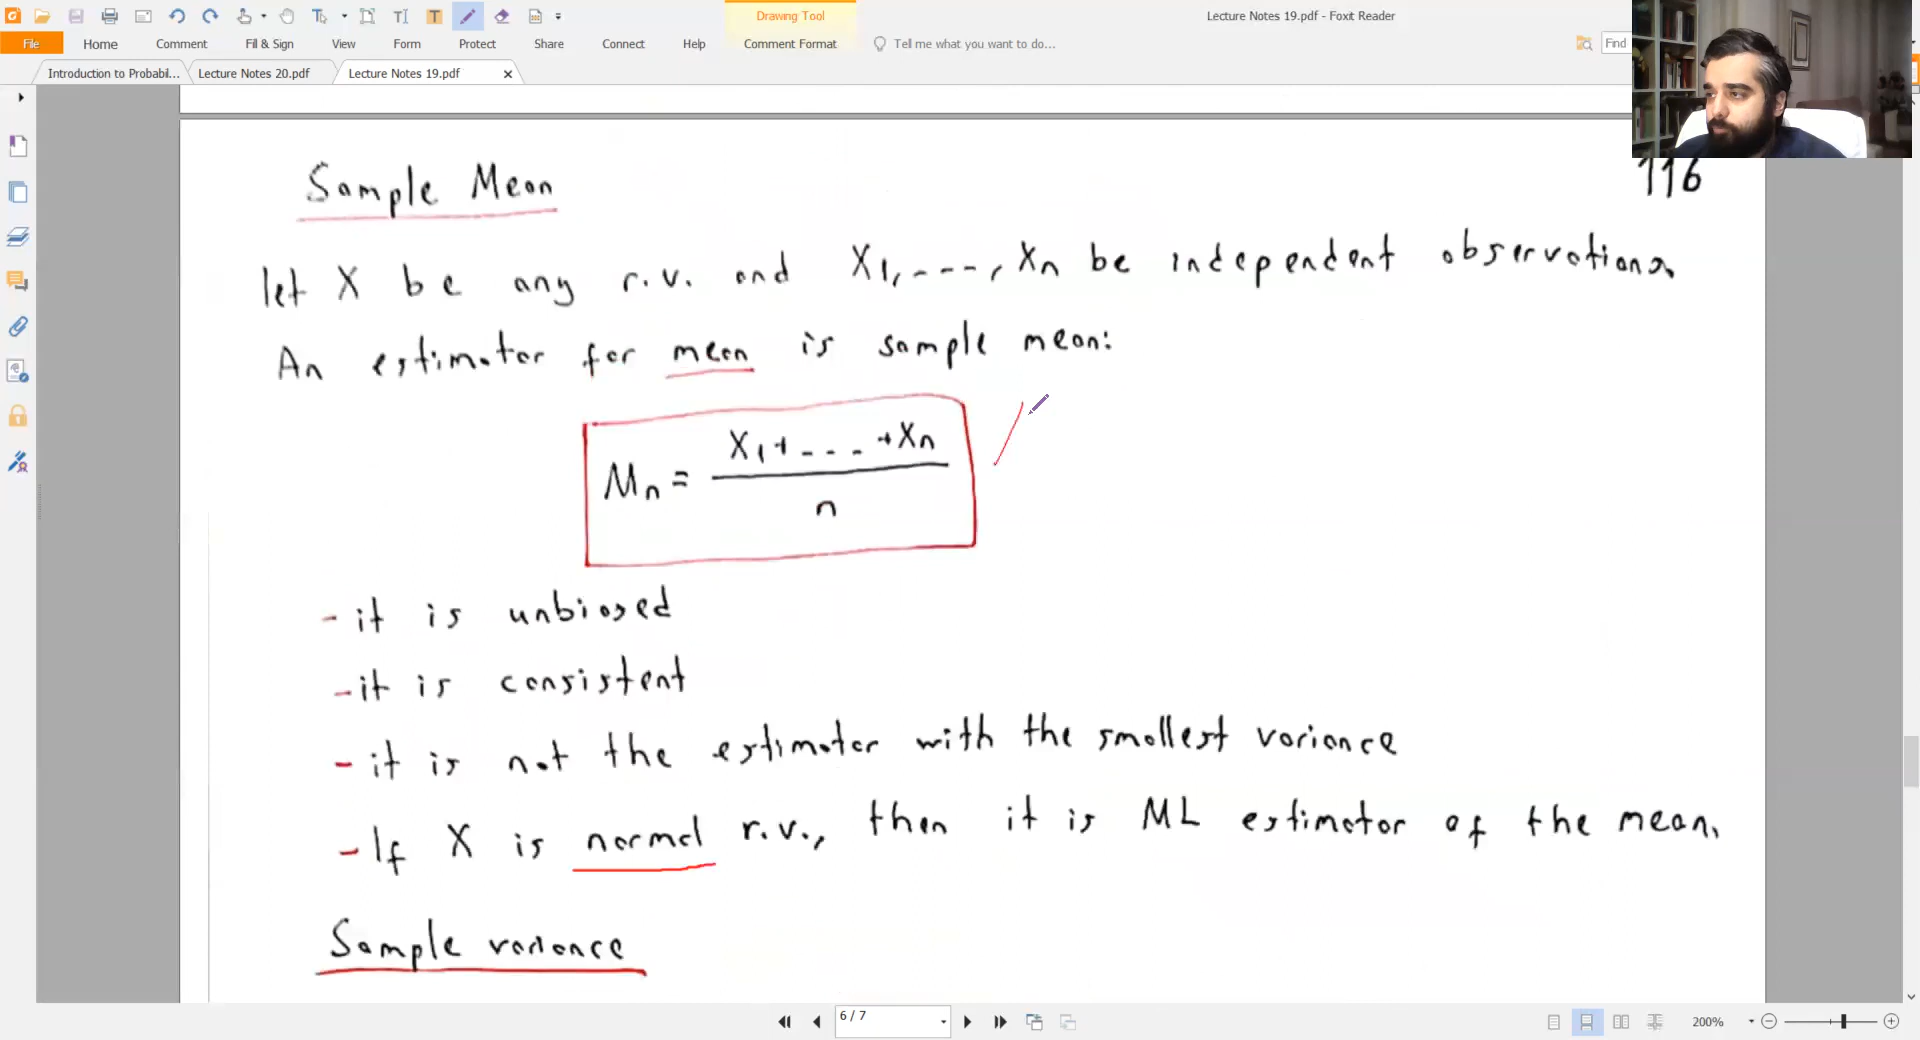 Drawing Tool
Lecture Notes 19.pdf - Foxit Reader
File Home Comment Fill & Sign View Form Protect Share Connect Help Comment Format Tell me what you want to do... Find
Introduction to Probabil... Lecture Notes 20.pdf Lecture Notes 19.pdf
116
Sample Mean
let X be any r.v. and X1, ----, Xn be independent observations.
An estimator for mean is sample mean:
Mn = X1 + - - - - + Xn / n
- it is unbiased
- it is consistent
- it is not the estimator with the smallest variance
- If X is normal r.v., then it is ML estimator of the mean.
Sample variance
6 / 7
200%